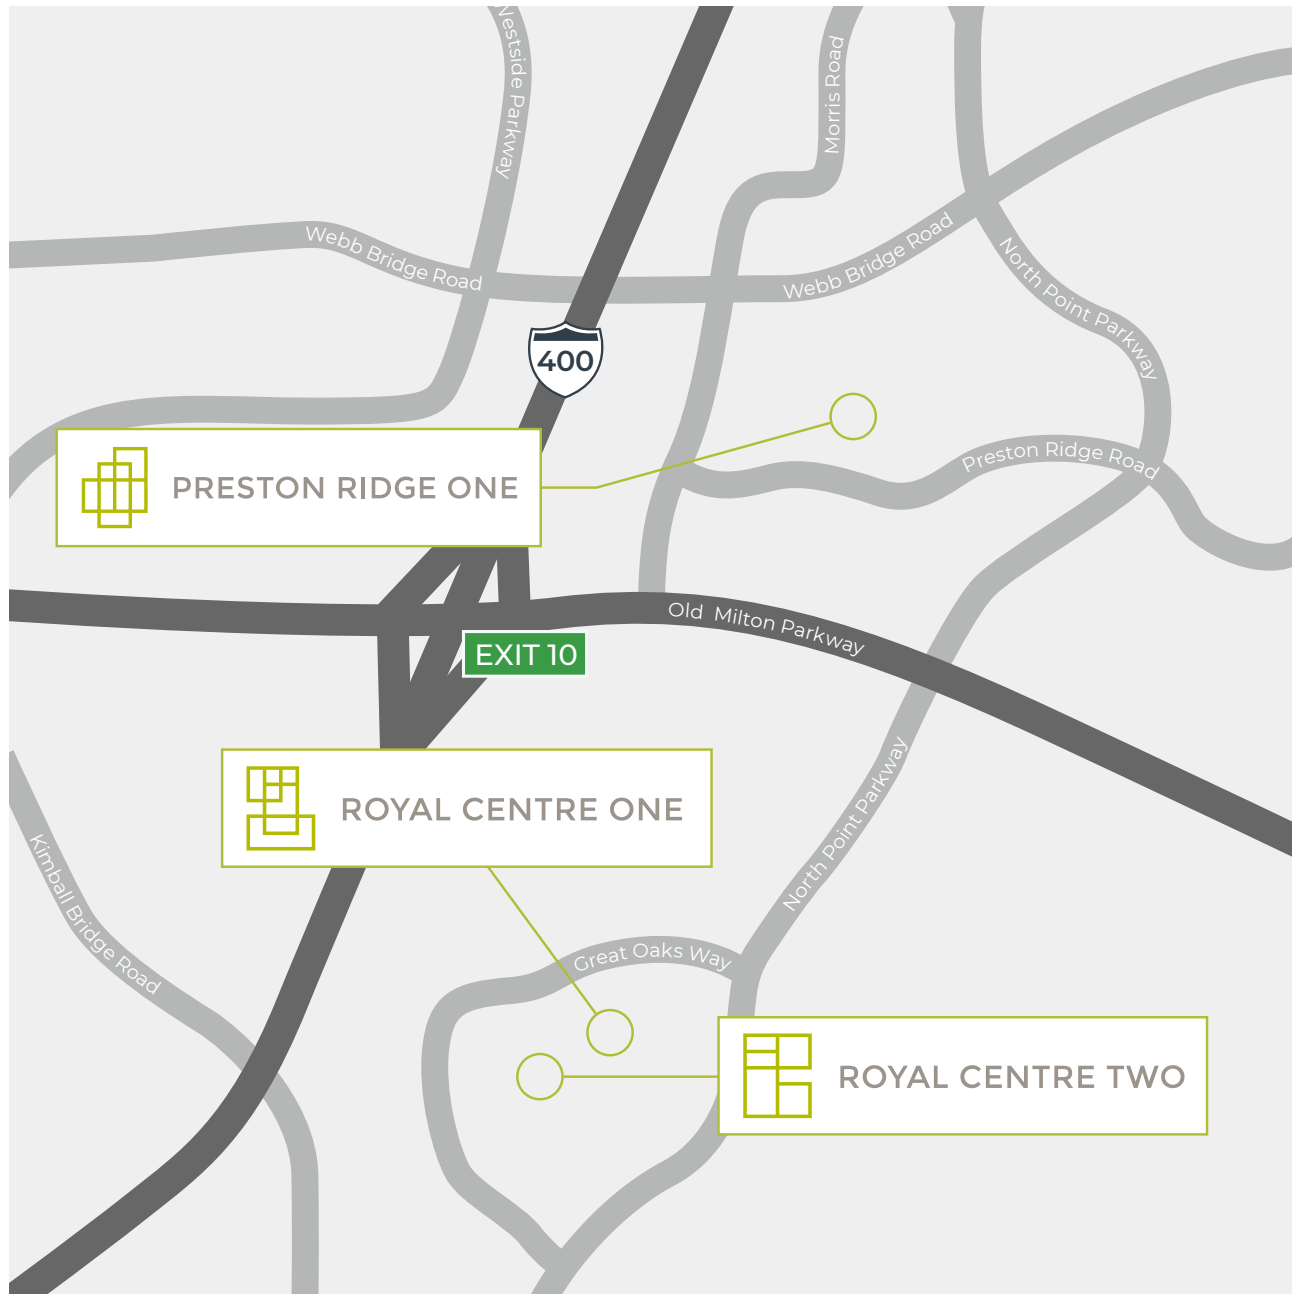 Westside Parkway
Morris Road
Webb Bridge Road
Webb Bridge Road
North Point Parkway
400
PRESTON RIDGE ONE
Preston Ridge Road
Old Milton Parkway
EXIT 10
North Point Parkway
ROYAL CENTRE ONE
Kimball Bridge Road
Great Oaks Way
ROYAL CENTRE TWO